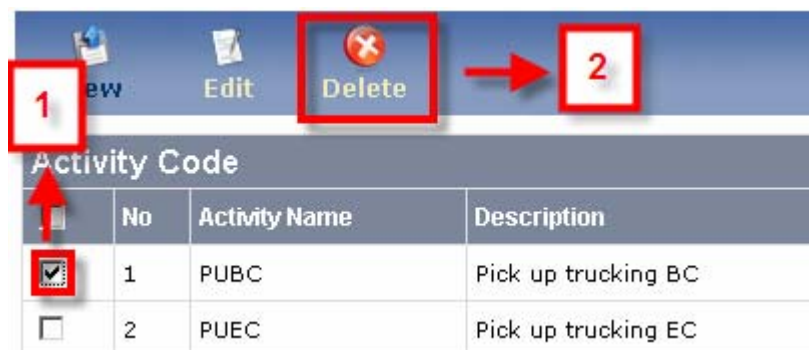 2
Edit Delete
1
Activity Code
No Activity Name Description
1 PUBC Pick up trucking BC
2 PUEC Pick up trucking EC